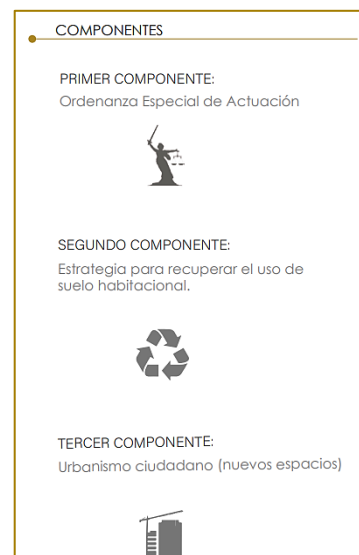 COMPONENTES
PRIMER COMPONENTE:
Ordenanza Especial de Actuación
SEGUNDO COMPONENTE:
Estrategia para recuperar el uso de
suelo habitacional.
TERCER COMPONENTE:
Urbanismo ciudadano (nuevos espacios)